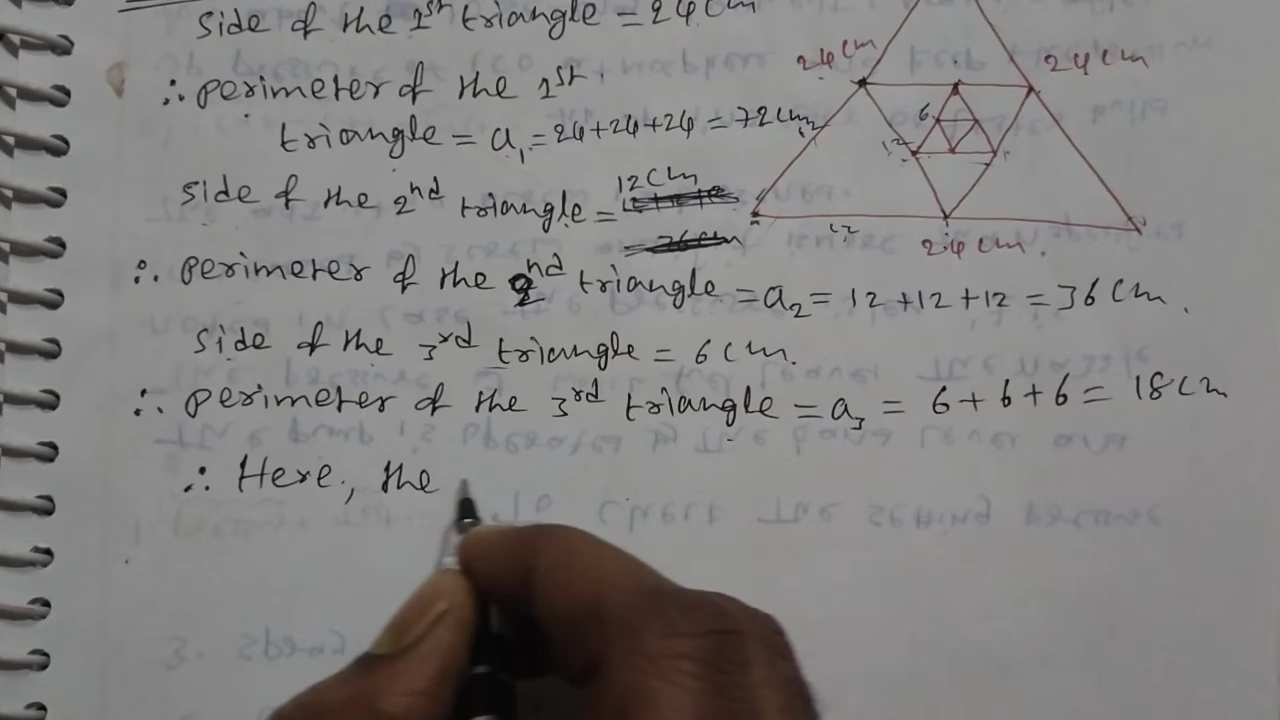 Side of the 1st triangle = 24 Cm
∴ perimeter of the 1st
triangle = a₁ = 24+24+24 = 72 Cm
Side of the 2nd triangle = 12 Cm
∴ perimeter of the 2nd triangle = a₂ = 12+12+12 = 36 Cm.
Side of the 3rd triangle = 6 Cm.
∴ perimeter of the 3rd triangle = a₃ = 6+6+6 = 18 Cm
∴ Here, the
24 Cm
24 Cm
6
12
12
12
24 Cm.